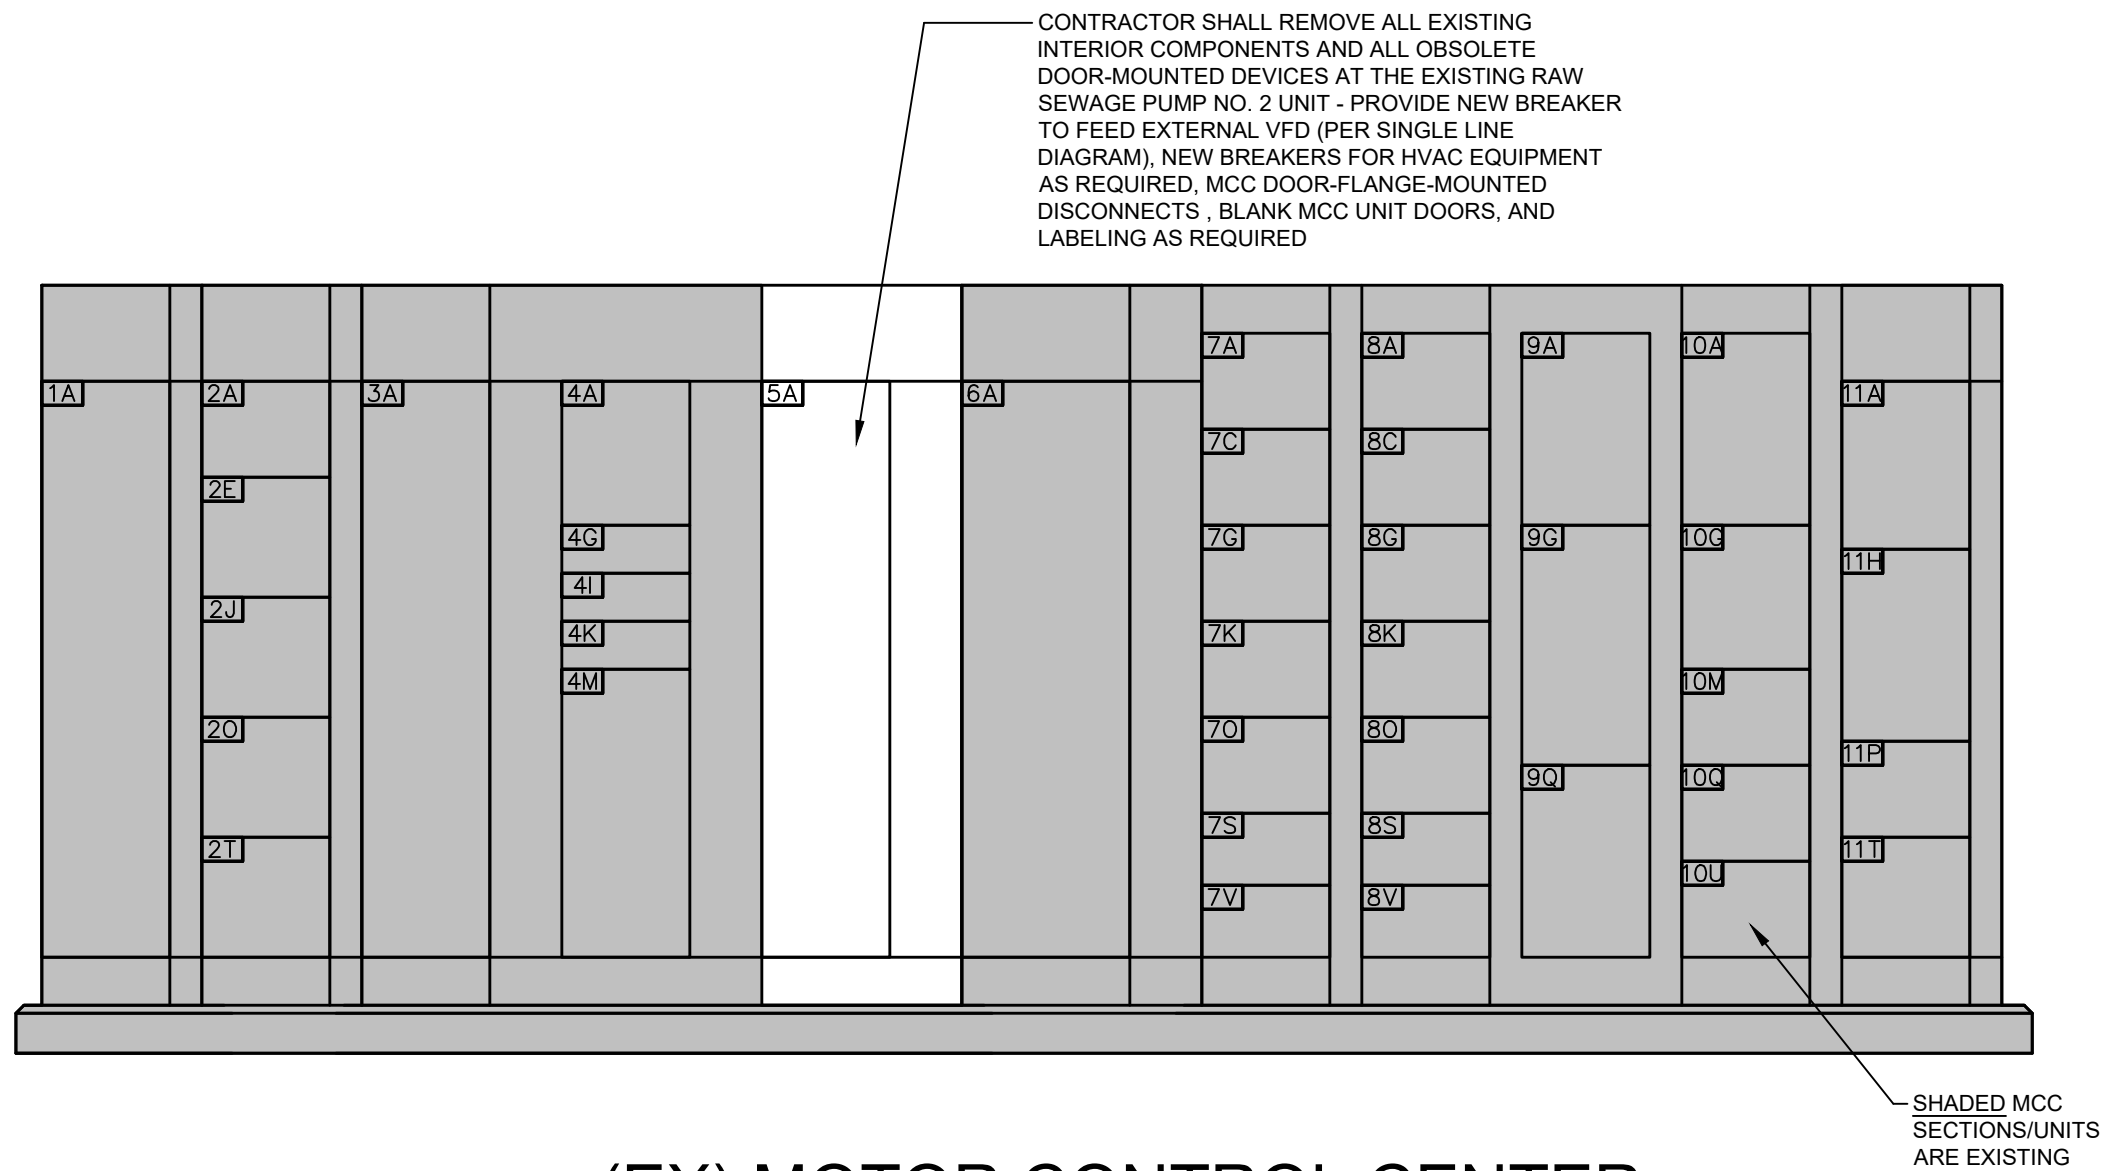 CONTRACTOR SHALL REMOVE ALL EXISTING
INTERIOR COMPONENTS AND ALL OBSOLETE
DOOR-MOUNTED DEVICES AT THE EXISTING RAW
SEWAGE PUMP NO. 2 UNIT - PROVIDE NEW BREAKER
TO FEED EXTERNAL VFD (PER SINGLE LINE
DIAGRAM), NEW BREAKERS FOR HVAC EQUIPMENT
AS REQUIRED, MCC DOOR-FLANGE-MOUNTED
DISCONNECTS , BLANK MCC UNIT DOORS, AND
LABELING AS REQUIRED
1A
2A
2E
2J
2O
2T
3A
4A
4G
4I
4K
4M
5A
6A
7A
7C
7G
7K
7O
7S
7V
8A
8C
8G
8K
8O
8S
8V
9A
9G
9Q
10A
10G
10M
10Q
10U
11A
11H
11P
11T
SHADED MCC
SECTIONS/UNITS
ARE EXISTING
(EX) MOTOR CONTROL CENTER